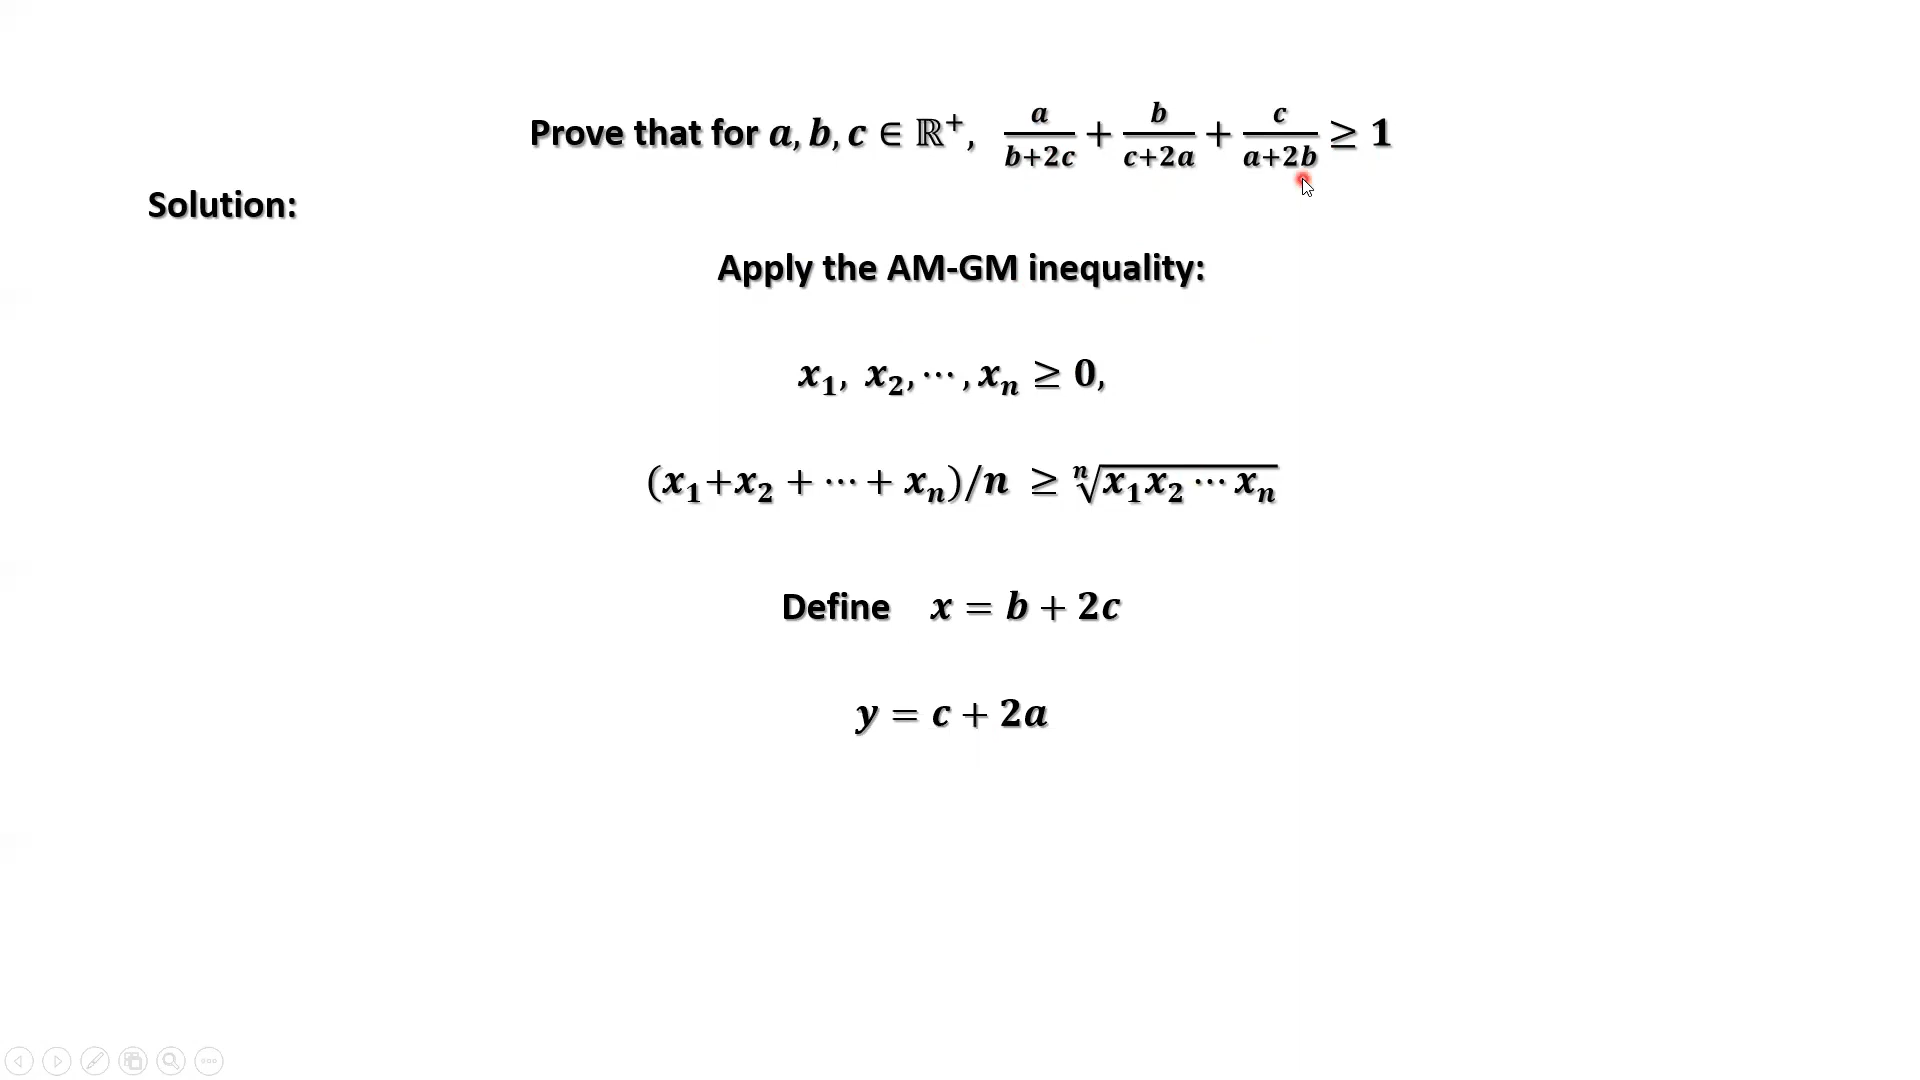 Prove that for a, b, c ∈ ℝ⁺, a/(b+2c) + b/(c+2a) + c/(a+2b) ≥ 1
Solution:
Apply the AM-GM inequality:
x₁, x₂, ⋯, xₙ ≥ 0,
(x₁+x₂ + ⋯ + xₙ)/n ≥ ⁿ√(x₁x₂ ⋯ xₙ)
Define x = b + 2c
y = c + 2a